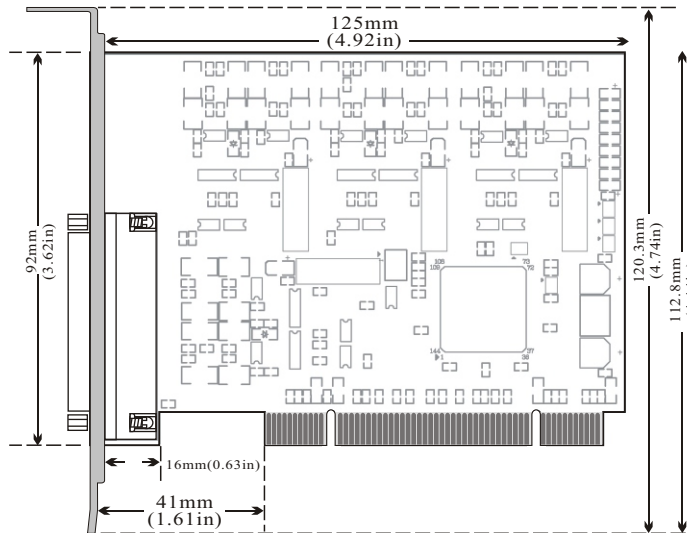 125mm
(4.92in)
92mm
(3.62in)
120.3mm
(4.74in)
112.8mm
105
109
73
72
144
1
37
36
16mm(0.63in)
41mm
(1.61in)